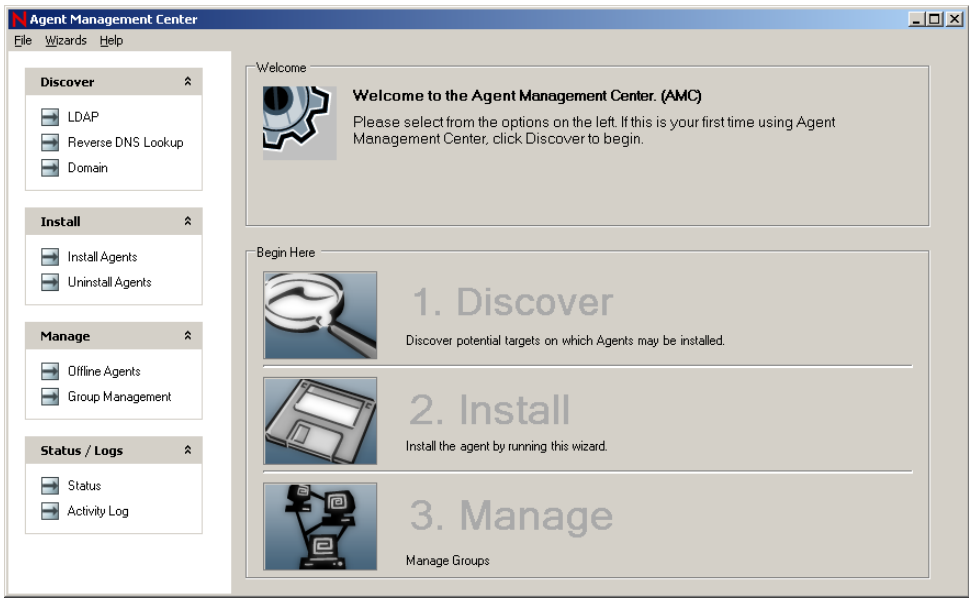 Agent Management Center
File Wizards Help
Discover
LDAP
Reverse DNS Lookup
Domain
Install
Install Agents
Uninstall Agents
Manage
Offline Agents
Group Management
Status / Logs
Status
Activity Log
Welcome
Welcome to the Agent Management Center. (AMC)
Please select from the options on the left. If this is your first time using Agent
Management Center, click Discover to begin.
Begin Here
1. Discover
Discover potential targets on which Agents may be installed.
2. Install
Install the agent by running this wizard.
3. Manage
Manage Groups